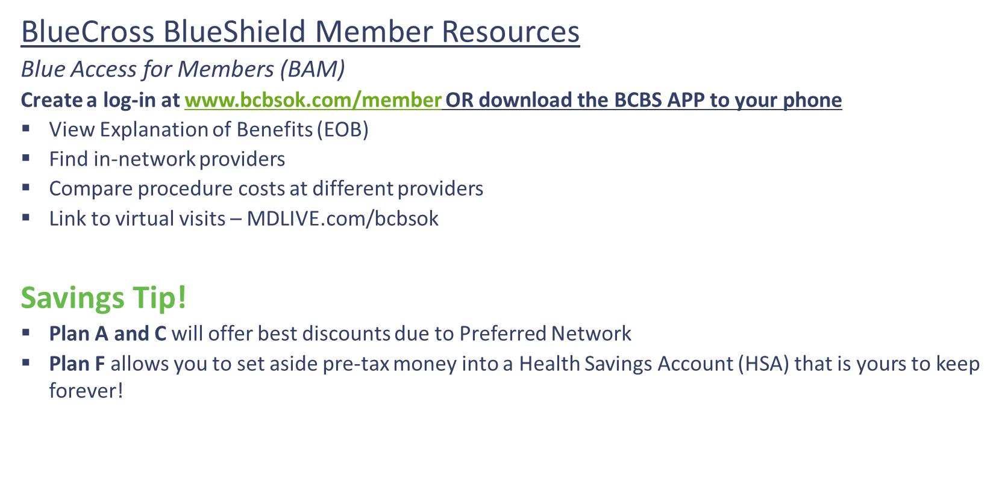 BlueCross BlueShield Member Resources
Blue Access for Members (BAM)
Create a log-in at www.bcbsok.com/member OR download the BCBS APP to your phone
▪ View Explanation of Benefits (EOB)
▪ Find in-network providers
▪ Compare procedure costs at different providers
▪ Link to virtual visits – MDLIVE.com/bcbsok
Savings Tip!
▪ Plan A and C will offer best discounts due to Preferred Network
▪ Plan F allows you to set aside pre-tax money into a Health Savings Account (HSA) that is yours to keep
forever!